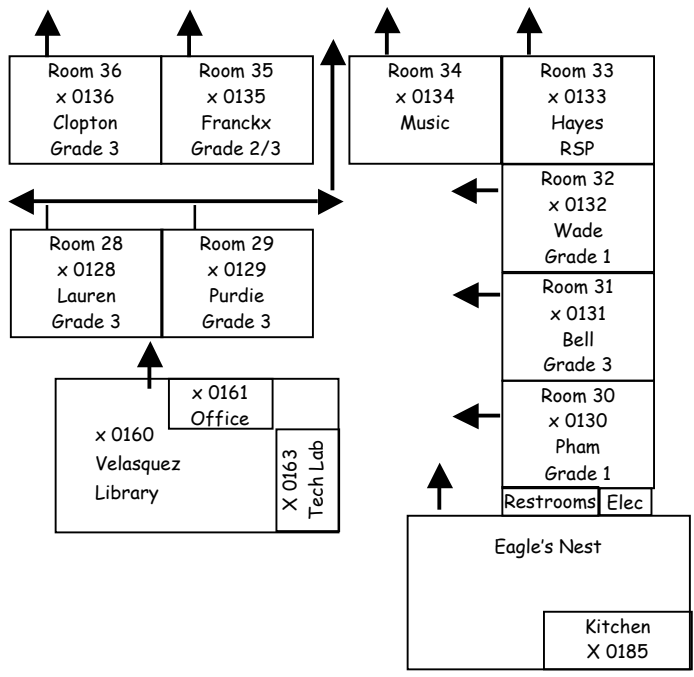 Room 36
x 0136
Clopton
Grade 3
Room 35
x 0135
Franckx
Grade 2/3
Room 34
x 0134
Music
Room 33
x 0133
Hayes
RSP
Room 32
x 0132
Wade
Grade 1
Room 28
x 0128
Lauren
Grade 3
Room 29
x 0129
Purdie
Grade 3
Room 31
x 0131
Bell
Grade 3
x 0161
Office
x 0160
Velasquez
Library
X 0163
Tech Lab
Room 30
x 0130
Pham
Grade 1
Restrooms
Elec
Eagle's Nest
Kitchen
X 0185